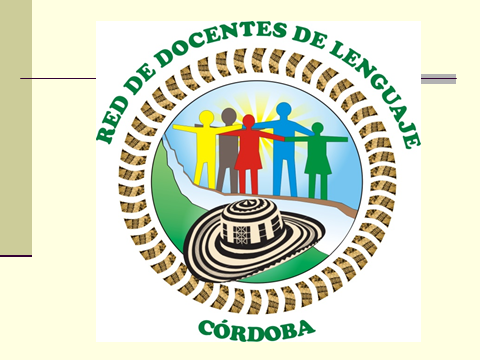 RED DE DOCENTES DE LENGUAJE
CÓRDOBA